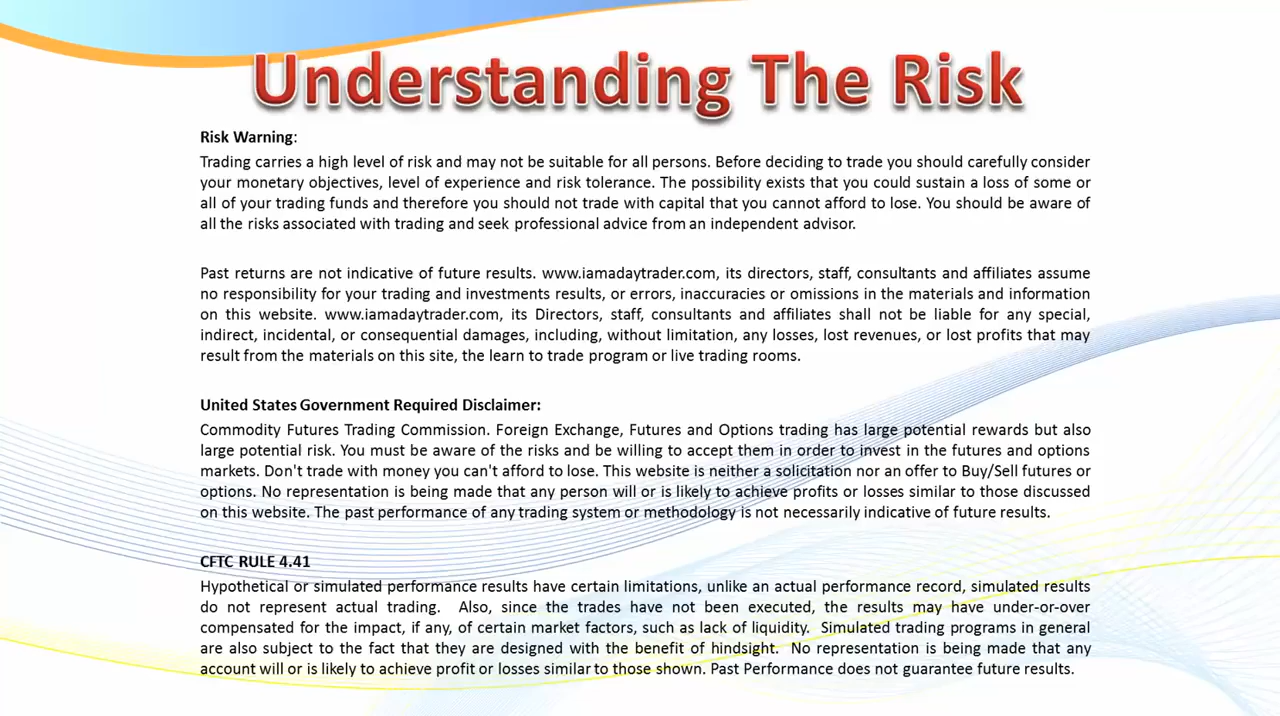 Understanding The Risk
Risk Warning:
Trading carries a high level of risk and may not be suitable for all persons. Before deciding to trade you should carefully consider
your monetary objectives, level of experience and risk tolerance. The possibility exists that you could sustain a loss of some or
all of your trading funds and therefore you should not trade with capital that you cannot afford to lose. You should be aware of
all the risks associated with trading and seek professional advice from an independent advisor.
Past returns are not indicative of future results. www.iamadaytrader.com, its directors, staff, consultants and affiliates assume
no responsibility for your trading and investments results, or errors, inaccuracies or omissions in the materials and information
on this website. www.iamadaytrader.com, its Directors, staff, consultants and affiliates shall not be liable for any special,
indirect, incidental, or consequential damages, including, without limitation, any losses, lost revenues, or lost profits that may
result from the materials on this site, the learn to trade program or live trading rooms.
United States Government Required Disclaimer:
Commodity Futures Trading Commission. Foreign Exchange, Futures and Options trading has large potential rewards but also
large potential risk. You must be aware of the risks and be willing to accept them in order to invest in the futures and options
markets. Don't trade with money you can't afford to lose. This website is neither a solicitation nor an offer to Buy/Sell futures or
options. No representation is being made that any person will or is likely to achieve profits or losses similar to those discussed
on this website. The past performance of any trading system or methodology is not necessarily indicative of future results.
CFTC RULE 4.41
Hypothetical or simulated performance results have certain limitations, unlike an actual performance record, simulated results
do not represent actual trading. Also, since the trades have not been executed, the results may have under-or-over
compensated for the impact, if any, of certain market factors, such as lack of liquidity. Simulated trading programs in general
are also subject to the fact that they are designed with the benefit of hindsight. No representation is being made that any
account will or is likely to achieve profit or losses similar to those shown. Past Performance does not guarantee future results.